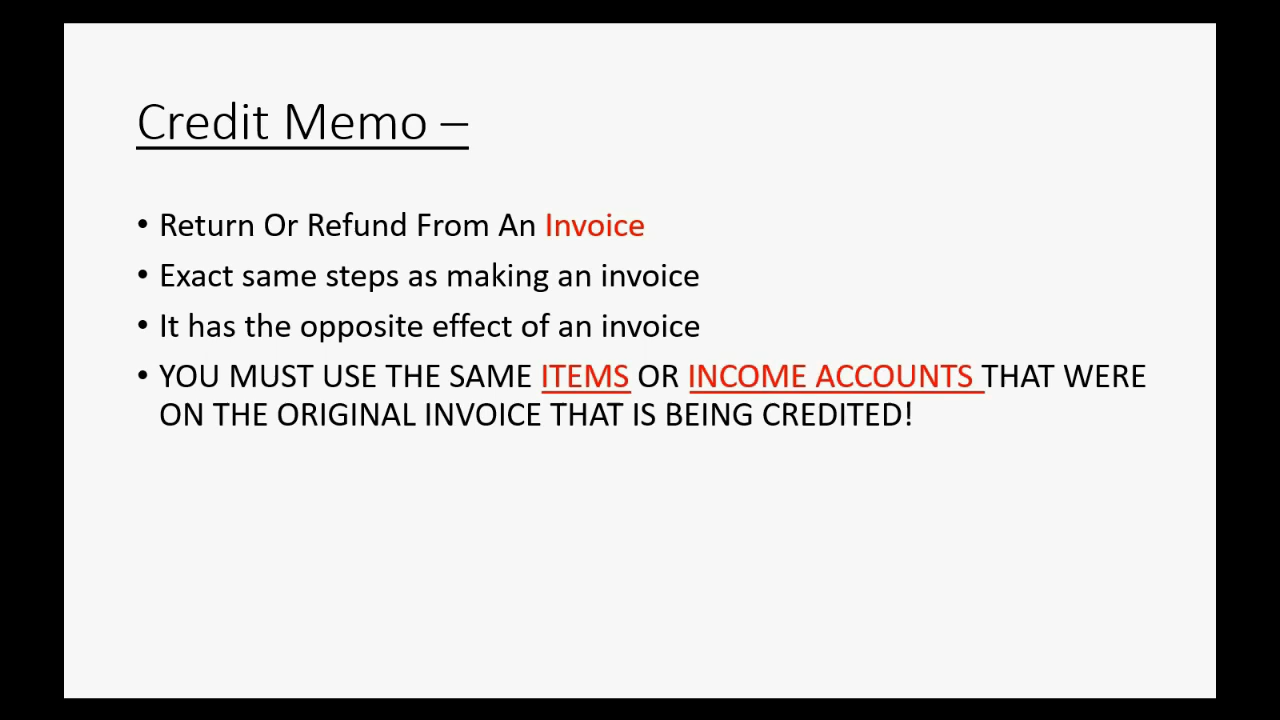 Credit Memo –
• Return Or Refund From An Invoice
• Exact same steps as making an invoice
• It has the opposite effect of an invoice
• YOU MUST USE THE SAME ITEMS OR INCOME ACCOUNTS THAT WERE
ON THE ORIGINAL INVOICE THAT IS BEING CREDITED!